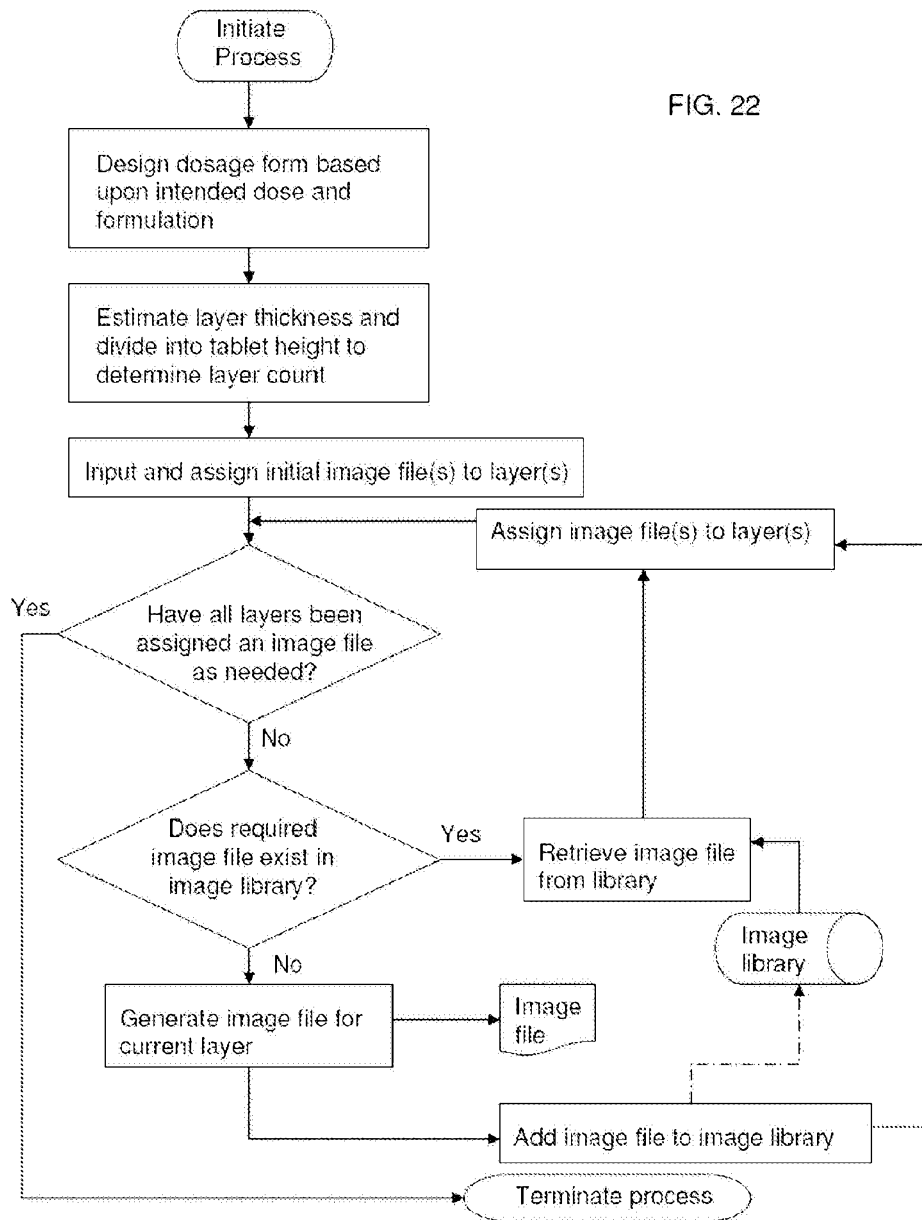 Initiate
Process
FIG. 22
Design dosage form based
upon intended dose and
formulation
Estimate layer thickness and
divide into tablet height to
determine layer count
Input and assign initial image file(s) to layer(s)
Assign image file(s) to layer(s)
Yes
Have all layers been
assigned an image file
as needed?
No
Does required
image file exist in
image library?
Yes
Retrieve image file
from library
Image
library
No
Generate image file for
current layer
Image
file
Add image file to image library
Terminate process